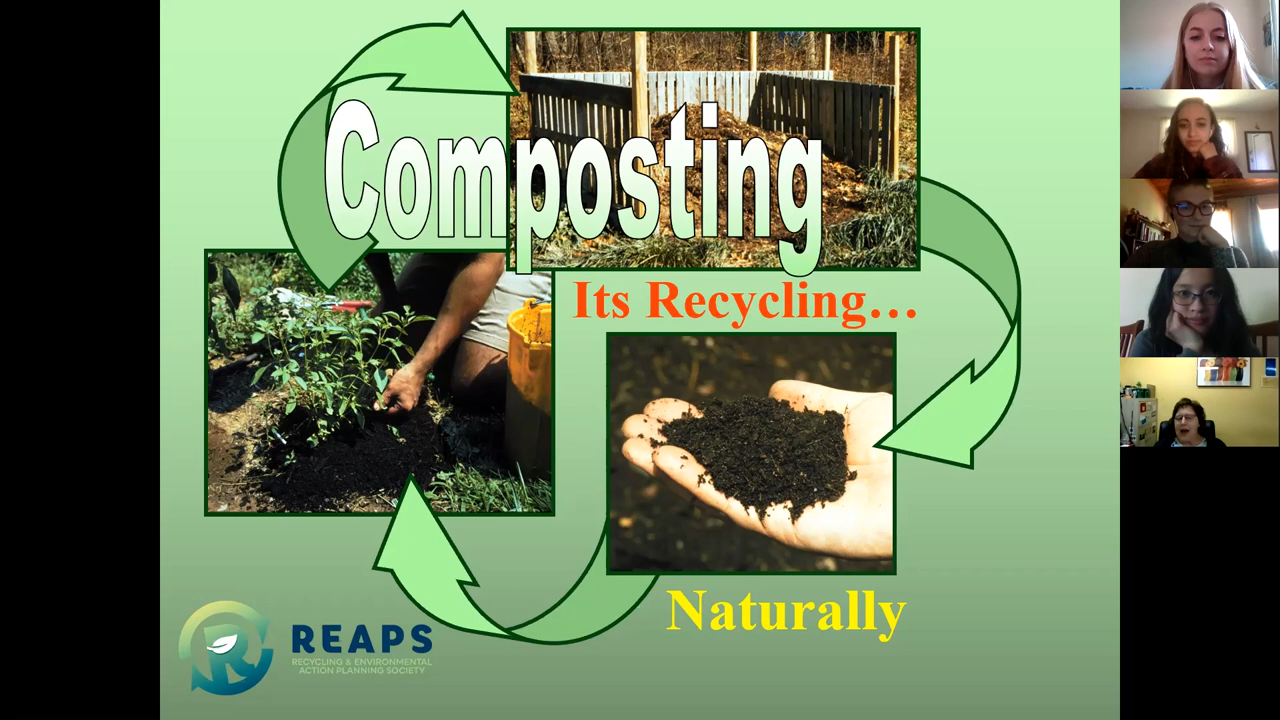 Composting
Its Recycling…
Naturally
REAPS
RECYCLING & ENVIRONMENTAL
ACTION PLANNING SOCIETY